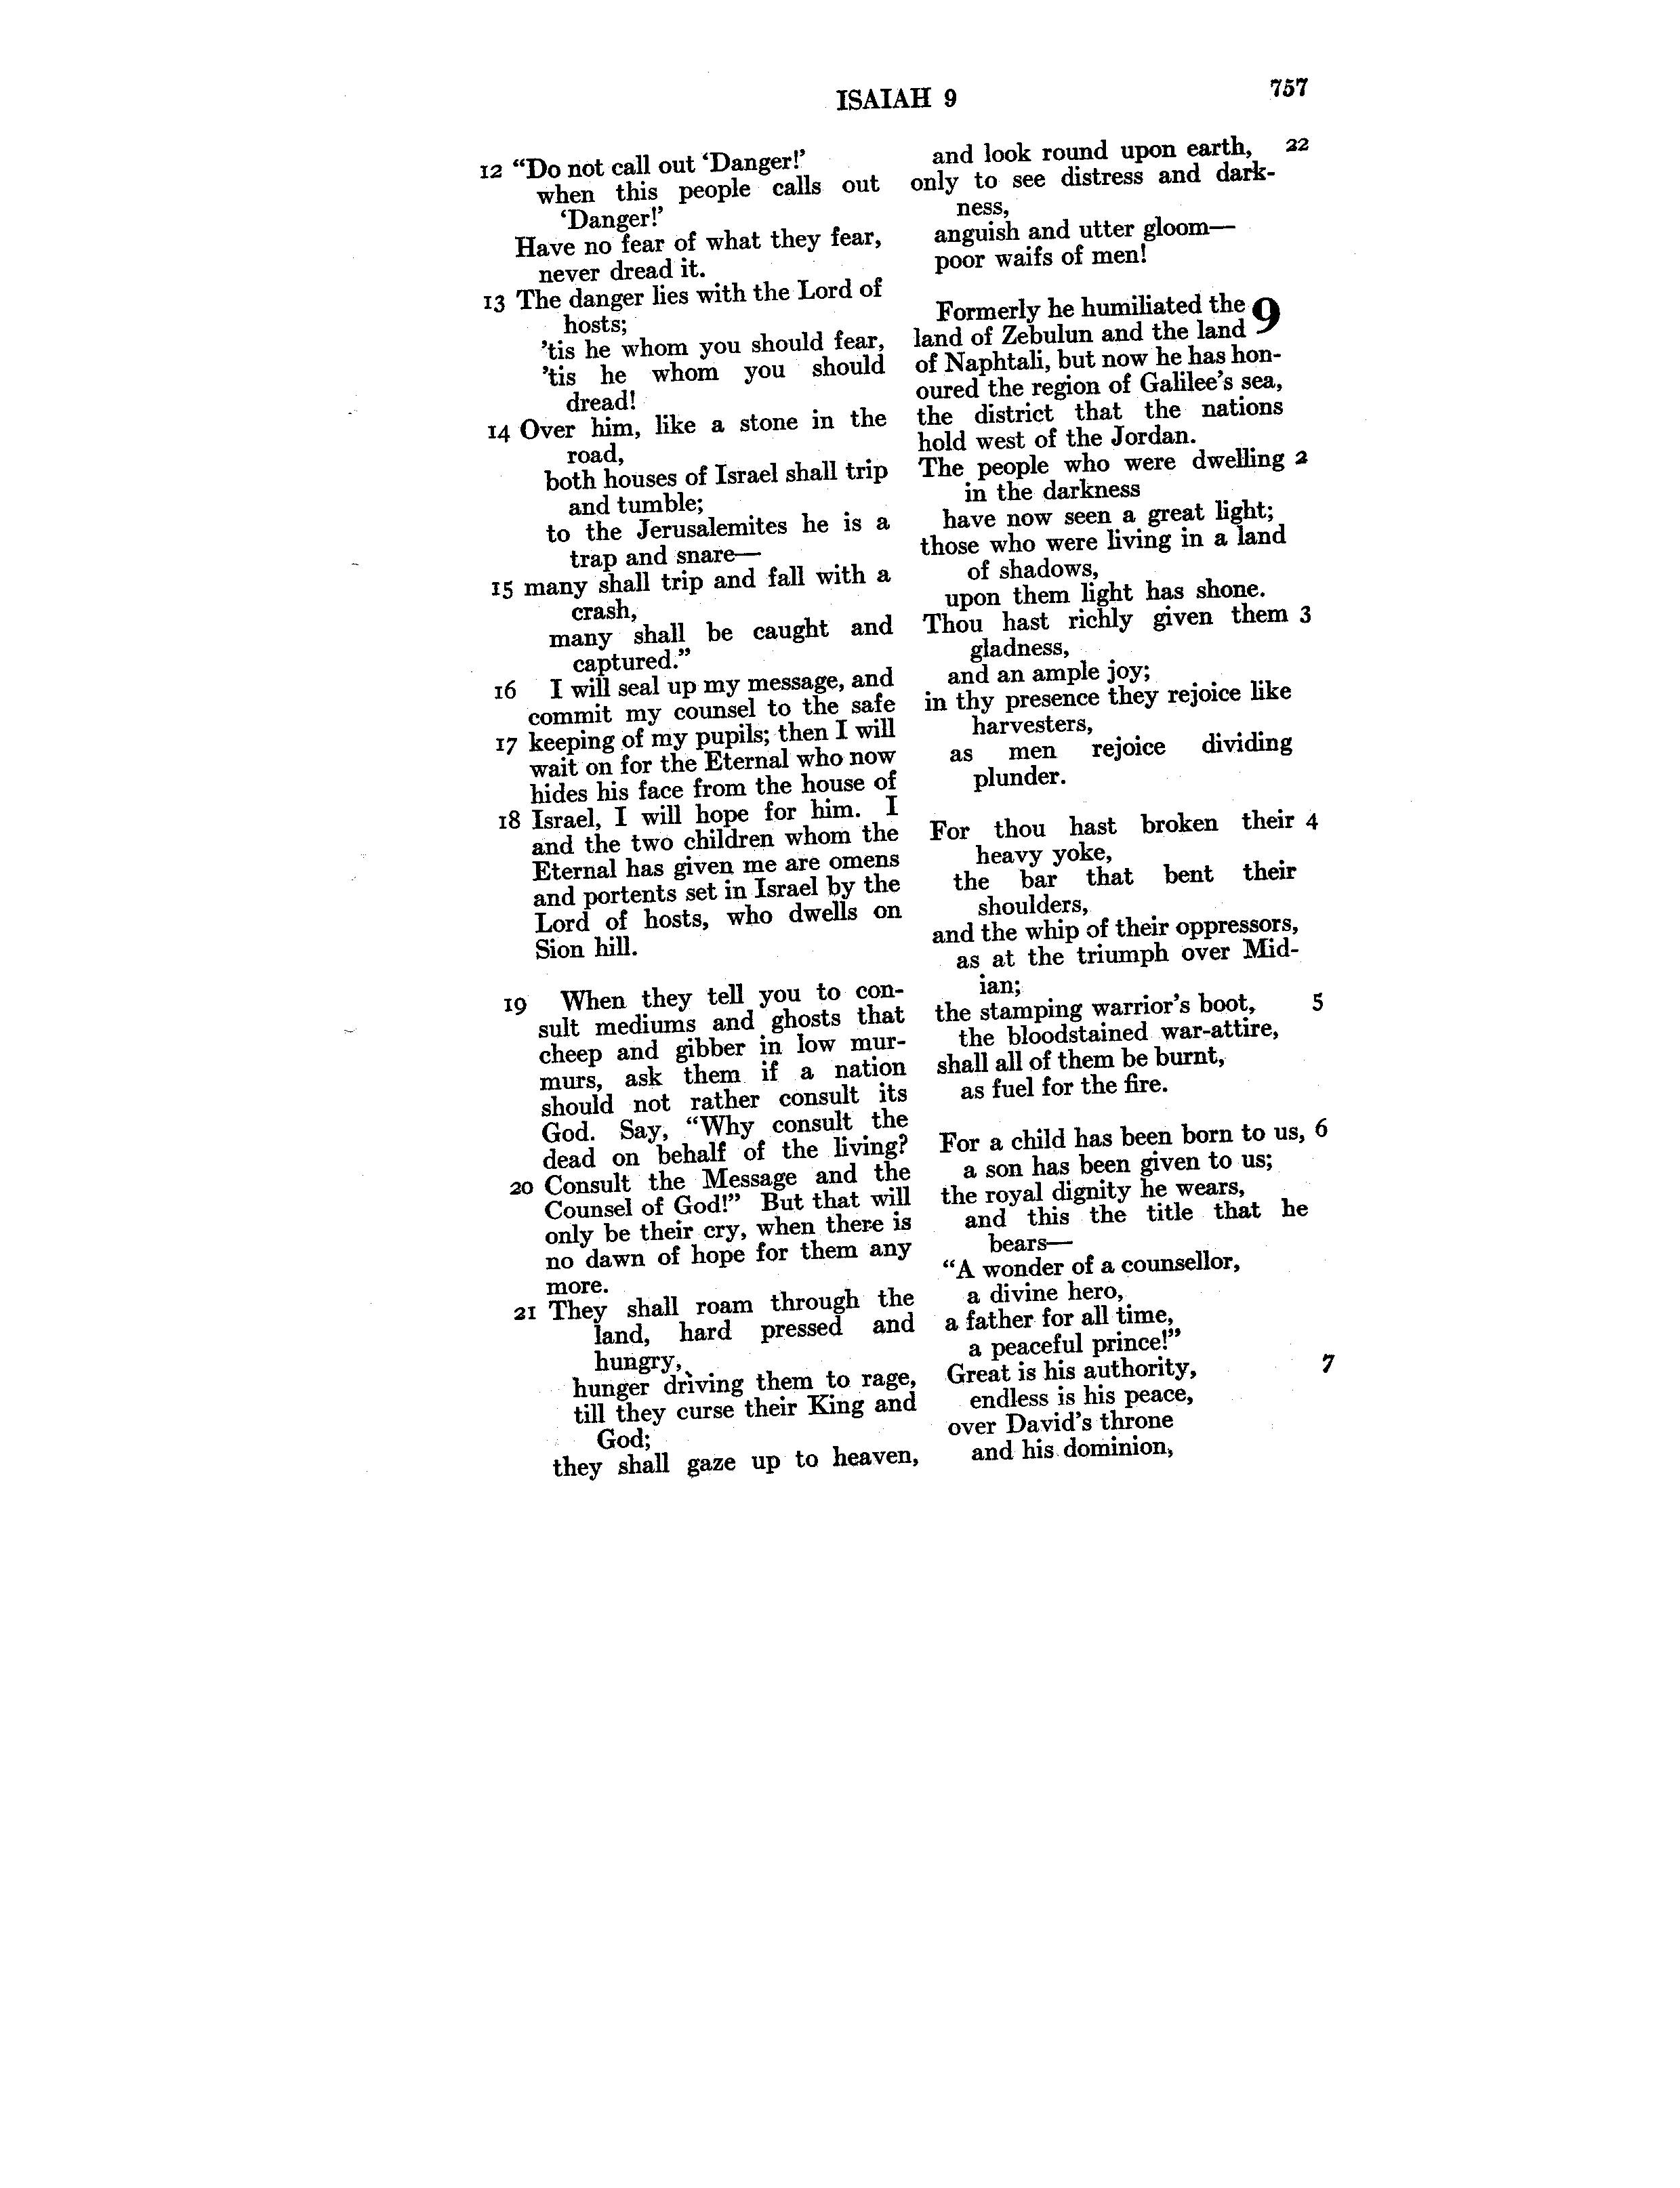 ISAIAH 9
757
12 “Do not call out ‘Danger!’
when this people calls out
‘Danger!’
Have no fear of what they fear,
never dread it.
13 The danger lies with the Lord of
hosts;
’tis he whom you should fear,
’tis he whom you should
dread!
14 Over him, like a stone in the
road,
both houses of Israel shall trip
and tumble;
to the Jerusalemites he is a
trap and snare—
15 many shall trip and fall with a
crash,
many shall be caught and
captured.”
16 I will seal up my message, and
commit my counsel to the safe
17 keeping of my pupils; then I will
wait on for the Eternal who now
hides his face from the house of
18 Israel, I will hope for him. I
and the two children whom the
Eternal has given me are omens
and portents set in Israel by the
Lord of hosts, who dwells on
Sion hill.
19 When they tell you to con-
sult mediums and ghosts that
cheep and gibber in low mur-
murs, ask them if a nation
should not rather consult its
God. Say, “Why consult the
dead on behalf of the living?
20 Consult the Message and the
Counsel of God!” But that will
only be their cry, when there is
no dawn of hope for them any
more.
21 They shall roam through the
land, hard pressed and
hungry,
hunger driving them to rage,
till they curse their King and
God;
they shall gaze up to heaven,
and look round upon earth, 22
only to see distress and dark-
ness,
anguish and utter gloom—
poor waifs of men!
Formerly he humiliated the 9
land of Zebulun and the land
of Naphtali, but now he has hon-
oured the region of Galilee’s sea,
the district that the nations
hold west of the Jordan.
The people who were dwelling 2
in the darkness
have now seen a great light;
those who were living in a land
of shadows,
upon them light has shone.
Thou hast richly given them 3
gladness,
and an ample joy;
in thy presence they rejoice like
harvesters,
as men rejoice dividing
plunder.
For thou hast broken their 4
heavy yoke,
the bar that bent their
shoulders,
and the whip of their oppressors,
as at the triumph over Mid-
ian;
the stamping warrior’s boot, 5
the bloodstained war-attire,
shall all of them be burnt,
as fuel for the fire.
For a child has been born to us, 6
a son has been given to us;
the royal dignity he wears,
and this the title that he
bears—
“A wonder of a counsellor,
a divine hero,
a father for all time,
a peaceful prince!”
Great is his authority, 7
endless is his peace,
over David’s throne
and his dominion,